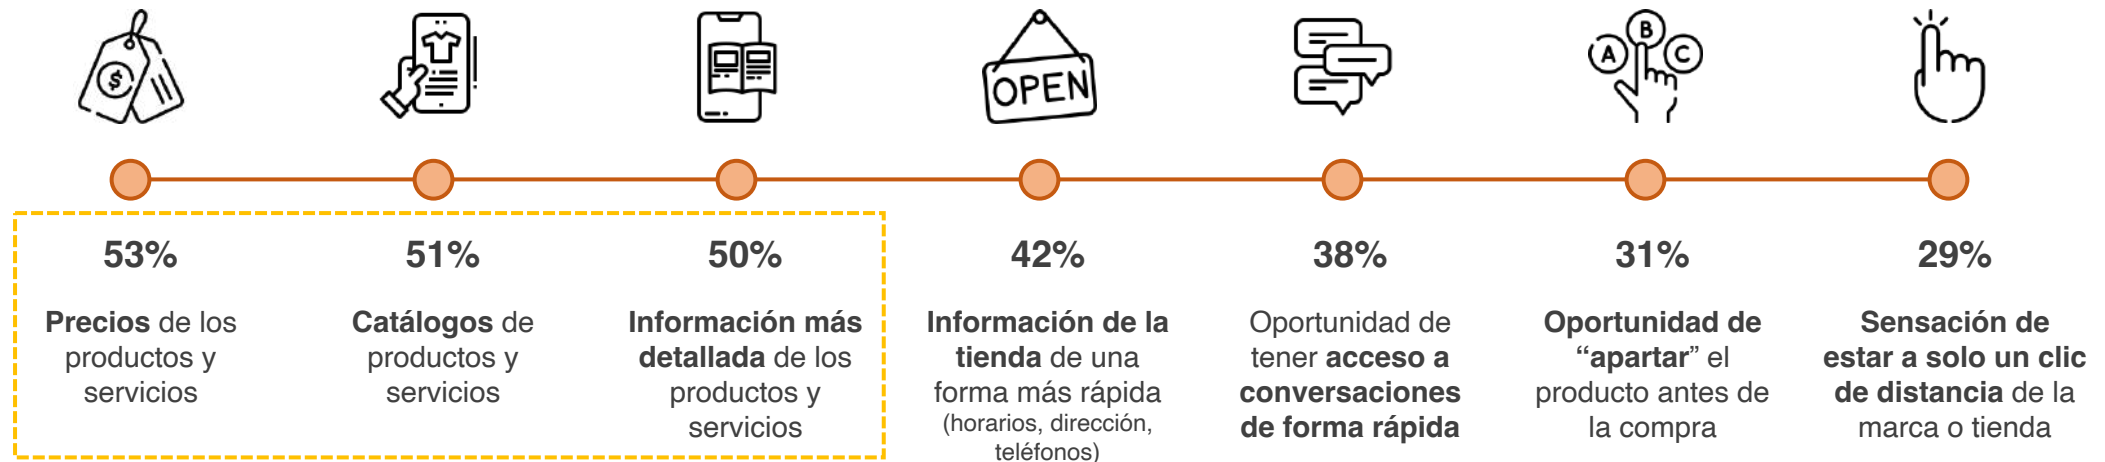 $
OPEN
A
B
C
53%
Precios de los
productos y
servicios
51%
Catálogos de
productos y
servicios
50%
Información más
detallada de los
productos y
servicios
42%
Información de la
tienda de una
forma más rápida
(horarios, dirección,
teléfonos)
38%
Oportunidad de
tener acceso a
conversaciones
de forma rápida
31%
Oportunidad de
“apartar” el
producto antes de
la compra
29%
Sensación de
estar a solo un clic
de distancia de la
marca o tienda